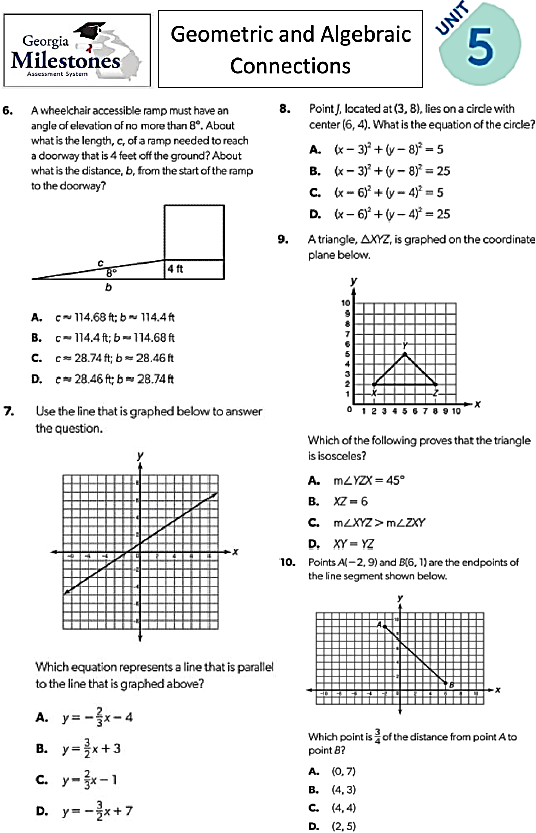 Georgia
Milestones
Assessment System
Geometric and Algebraic
Connections
UNIT
5
6. A wheelchair accessible ramp must have an
angle of elevation of no more than 8°. About
what is the length, c, of a ramp needed to reach
a doorway that is 4 feet off the ground? About
what is the distance, b, from the start of the ramp
to the doorway?
c
8°
4 ft
b
A. c ≈ 114.68 ft; b ≈ 114.4 ft
B. c ≈ 114.4 ft; b ≈ 114.68 ft
C. c ≈ 28.74 ft; b ≈ 28.46 ft
D. c ≈ 28.46 ft; b ≈ 28.74 ft
7. Use the line that is graphed below to answer
the question.
y
x
Which equation represents a line that is parallel
to the line that is graphed above?
A. y = −2/3x − 4
B. y = 3/2x + 3
C. y = 2/3x − 1
D. y = −3/2x + 7
8. Point J, located at (3, 8), lies on a circle with
center (6, 4). What is the equation of the circle?
A. (x − 3)² + (y − 8)² = 5
B. (x − 3)² + (y − 8)² = 25
C. (x − 6)² + (y − 4)² = 5
D. (x − 6)² + (y − 4)² = 25
9. A triangle, △XYZ, is graphed on the coordinate
plane below.
y
10
9
8
7
6
5
4
3
2
1
Y
X
Z
0 1 2 3 4 5 6 7 8 9 10
x
Which of the following proves that the triangle
is isosceles?
A. m∠YZX = 45°
B. XZ = 6
C. m∠XYZ > m∠ZXY
D. XY = YZ
10. Points A(−2, 9) and B(6, 1) are the endpoints of
the line segment shown below.
y
A
B
x
Which point is 3/4 of the distance from point A to
point B?
A. (0, 7)
B. (4, 3)
C. (4, 4)
D. (2, 5)